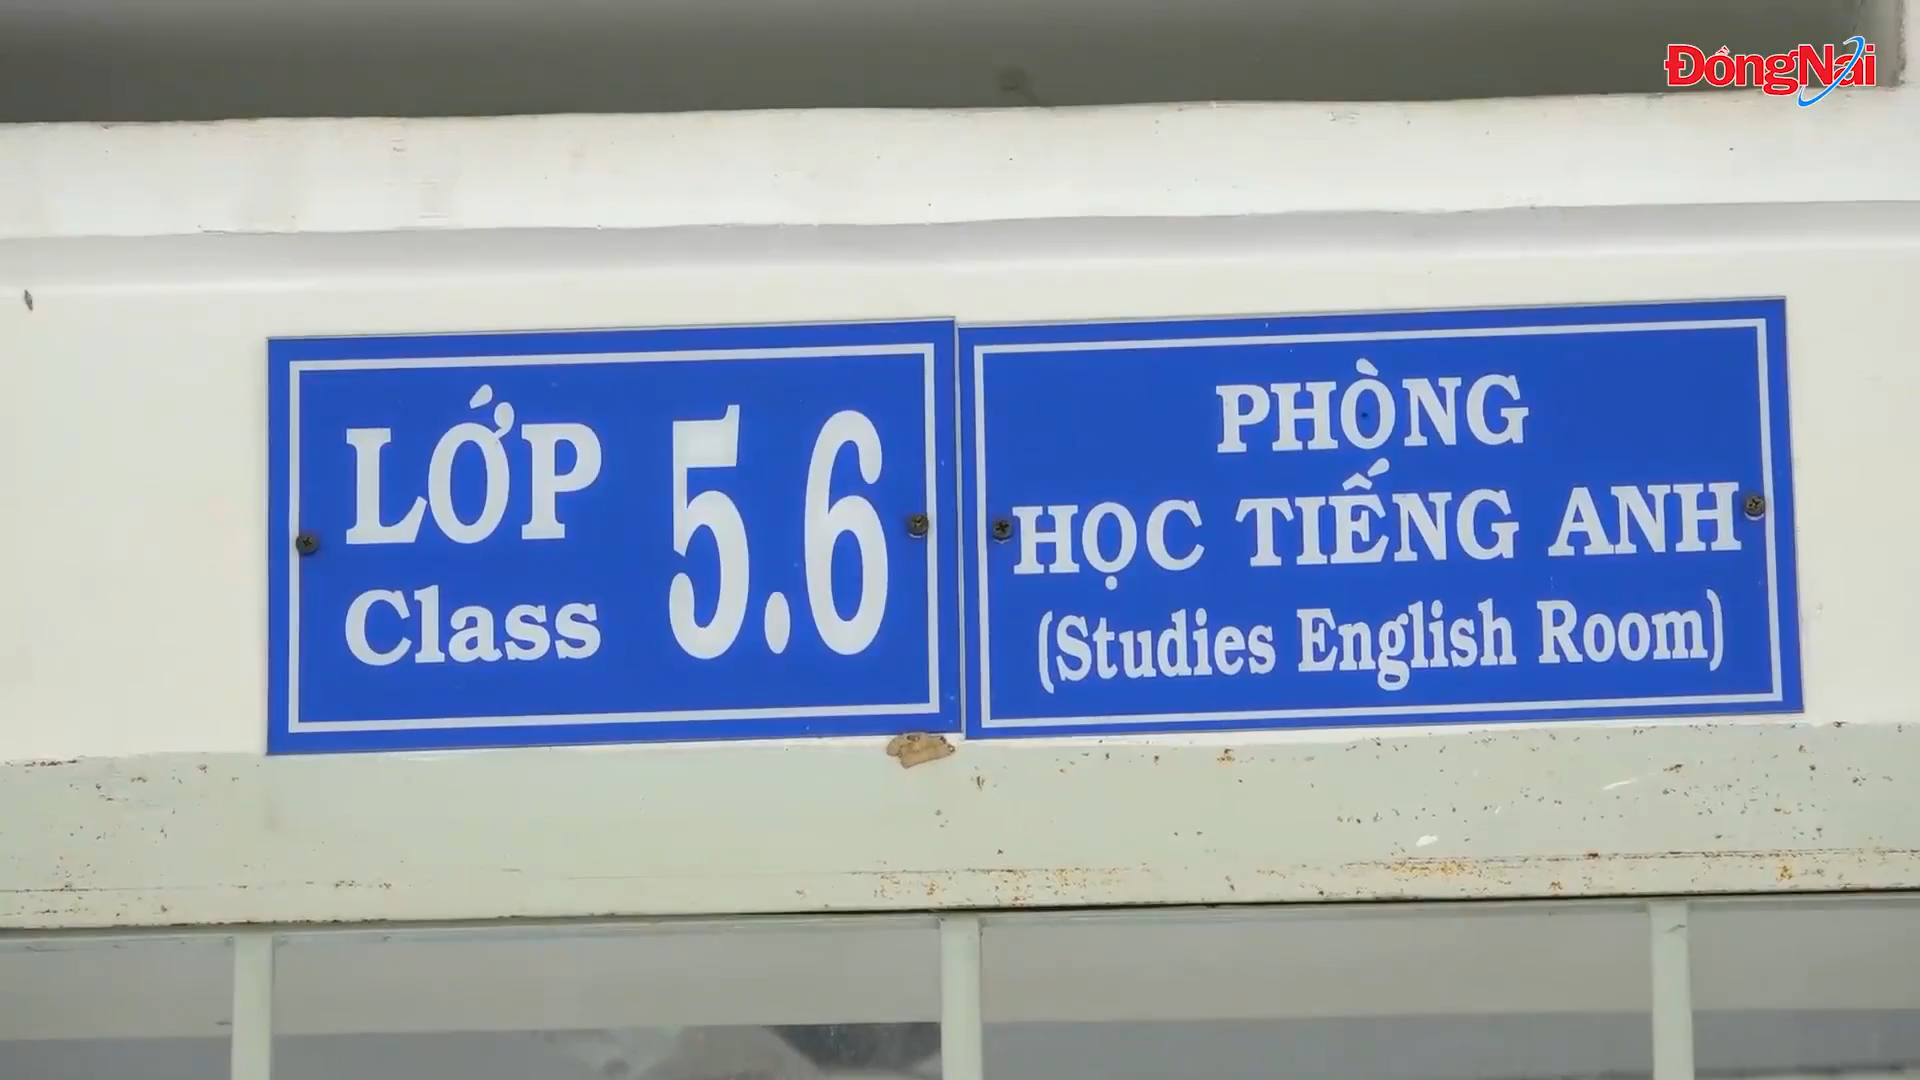 ĐồngNai
LỚP 5.6
Class
PHÒNG
HỌC TIẾNG ANH
(Studies English Room)